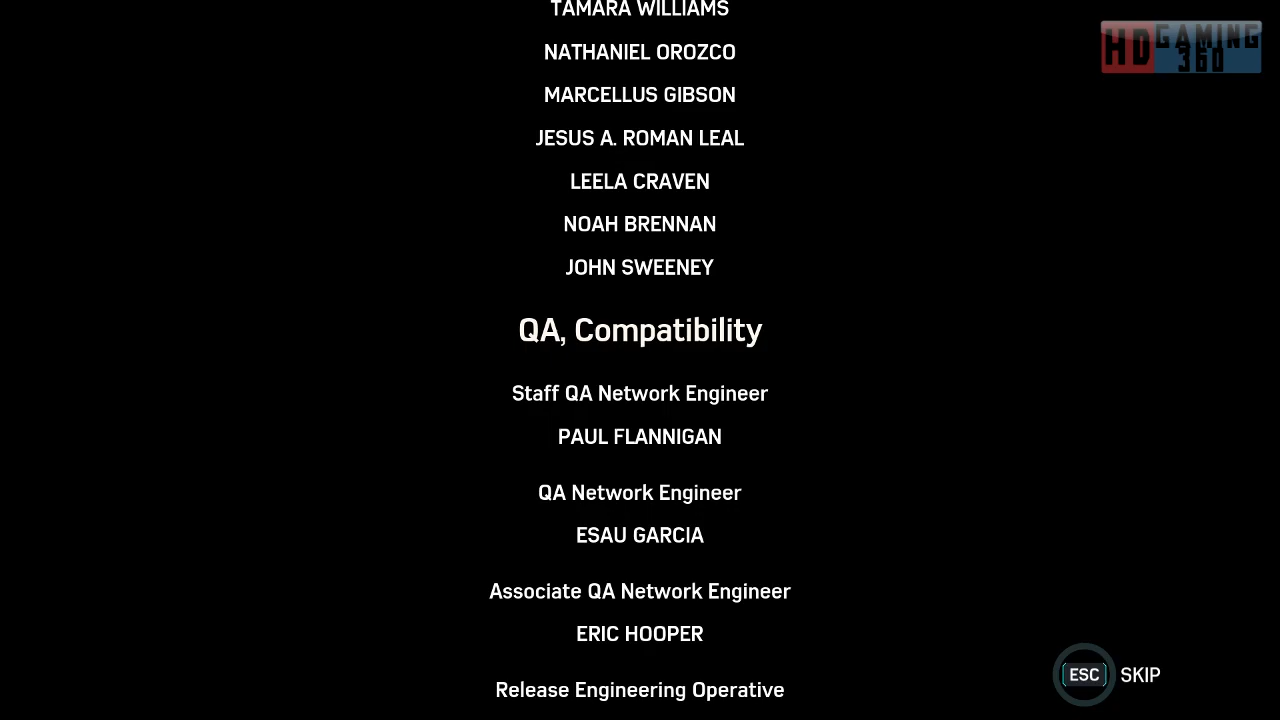 TAMARA WILLIAMS
HD GAMING 360
NATHANIEL OROZCO
MARCELLUS GIBSON
JESUS A. ROMAN LEAL
LEELA CRAVEN
NOAH BRENNAN
JOHN SWEENEY
QA, Compatibility
Staff QA Network Engineer
PAUL FLANNIGAN
QA Network Engineer
ESAU GARCIA
Associate QA Network Engineer
ERIC HOOPER
ESC SKIP
Release Engineering Operative